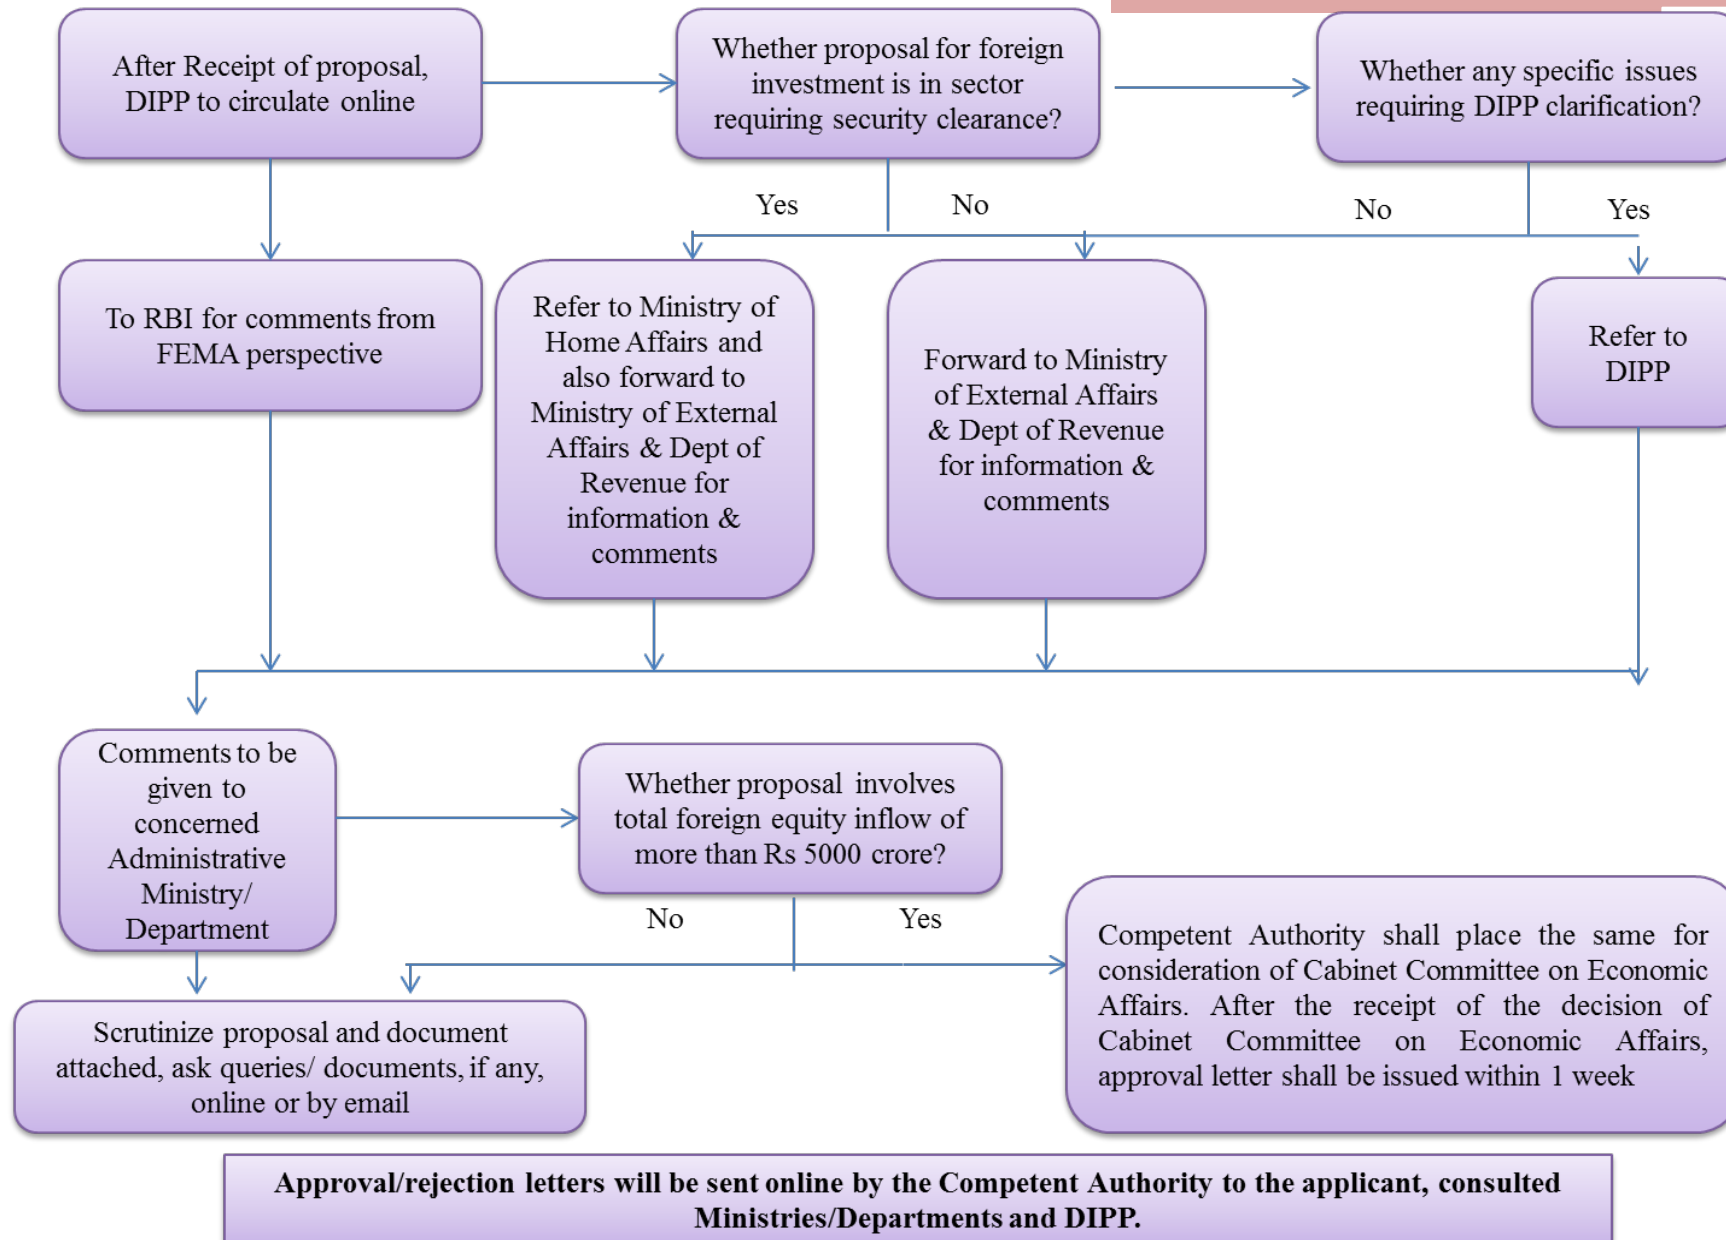 After Receipt of proposal,
DIPP to circulate online
Whether proposal for foreign
investment is in sector
requiring security clearance?
Whether any specific issues
requiring DIPP clarification?
Yes
No
No
Yes
To RBI for comments from
FEMA perspective
Refer to Ministry of
Home Affairs and
also forward to
Ministry of External
Affairs & Dept of
Revenue for
information &
comments
Forward to Ministry
of External Affairs
& Dept of Revenue
for information &
comments
Refer to
DIPP
Comments to be
given to
concerned
Administrative
Ministry/
Department
Whether proposal involves
total foreign equity inflow of
more than Rs 5000 crore?
No
Yes
Scrutinize proposal and document
attached, ask queries/ documents, if any,
online or by email
Competent Authority shall place the same for
consideration of Cabinet Committee on Economic
Affairs. After the receipt of the decision of
Cabinet Committee on Economic Affairs,
approval letter shall be issued within 1 week
Approval/rejection letters will be sent online by the Competent Authority to the applicant, consulted
Ministries/Departments and DIPP.